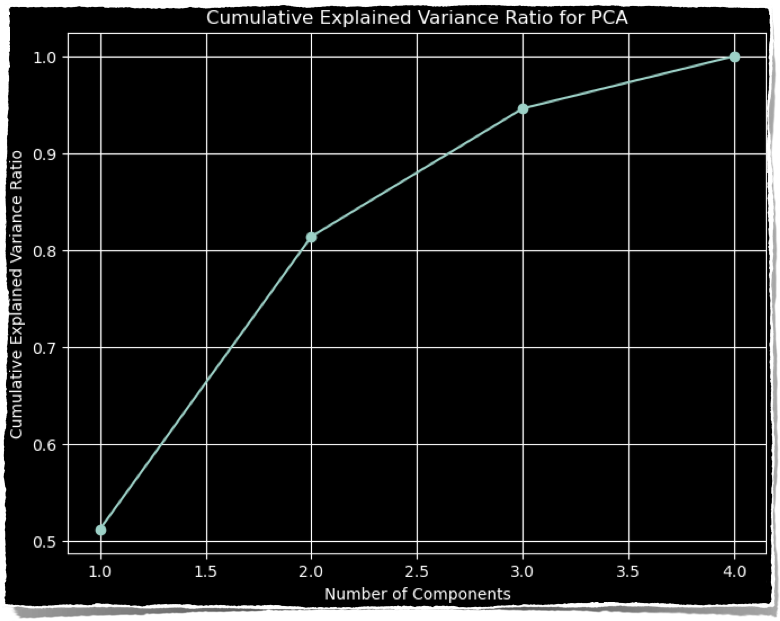 Cumulative Explained Variance Ratio for PCA
Cumulative Explained Variance Ratio
1.0
0.9
0.8
0.7
0.6
0.5
1.0 1.5 2.0 2.5 3.0 3.5 4.0
Number of Components